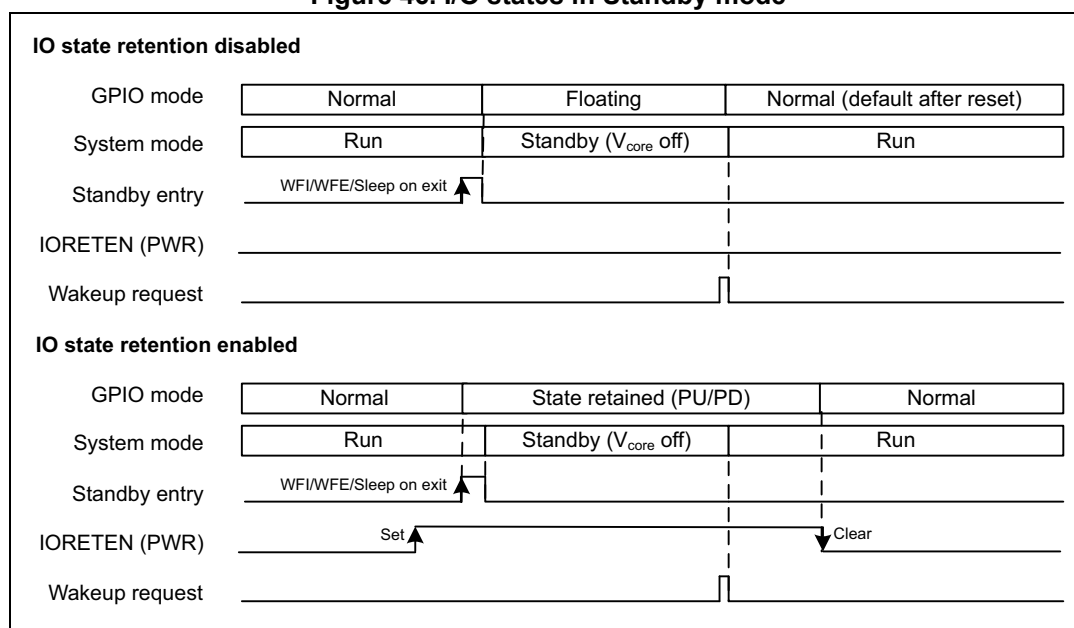 IO state retention disabled
GPIO mode Normal Floating Normal (default after reset)
System mode Run Standby (Vcore off) Run
Standby entry WFI/WFE/Sleep on exit
IORETEN (PWR)
Wakeup request
IO state retention enabled
GPIO mode Normal State retained (PU/PD) Normal
System mode Run Standby (Vcore off) Run
Standby entry WFI/WFE/Sleep on exit
IORETEN (PWR) Set Clear
Wakeup request